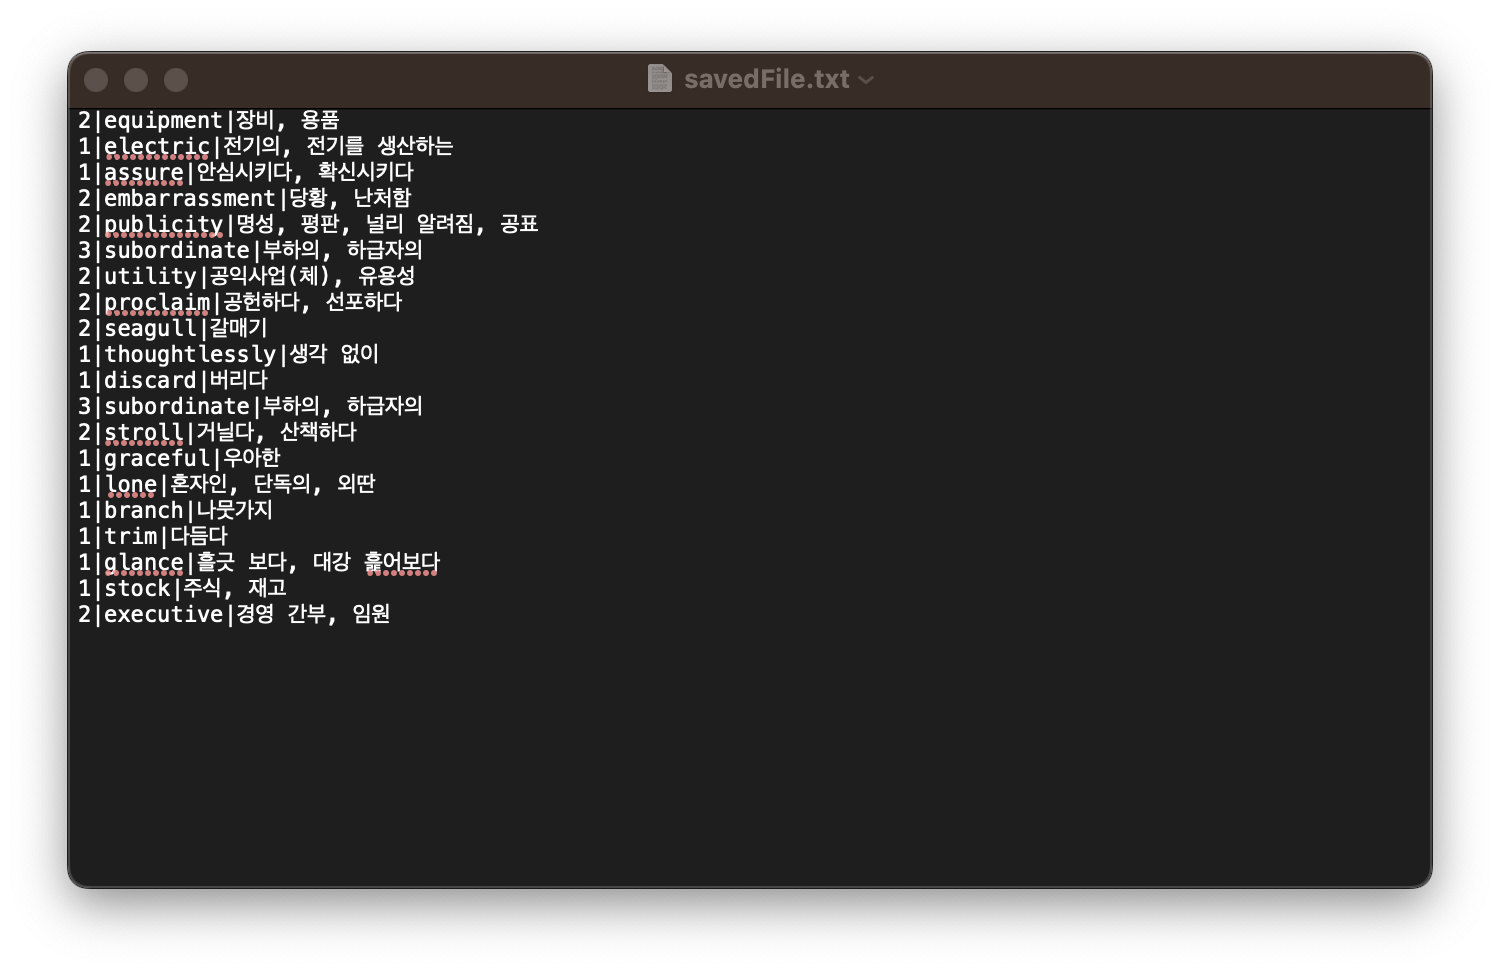 savedFile.txt
2|equipment|장비, 용품
1|electric|전기의, 전기를 생산하는
1|assure|안심시키다, 확신시키다
2|embarrassment|당황, 난처함
2|publicity|명성, 평판, 널리 알려짐, 공표
3|subordinate|부하의, 하급자의
2|utility|공익사업(체), 유용성
2|proclaim|공헌하다, 선포하다
2|seagull|갈매기
1|thoughtlessly|생각 없이
1|discard|버리다
3|subordinate|부하의, 하급자의
2|stroll|거닐다, 산책하다
1|graceful|우아한
1|lone|혼자인, 단독의, 외딴
1|branch|나뭇가지
1|trim|다듬다
1|glance|흘긋 보다, 대강 훑어보다
1|stock|주식, 재고
2|executive|경영 간부, 임원